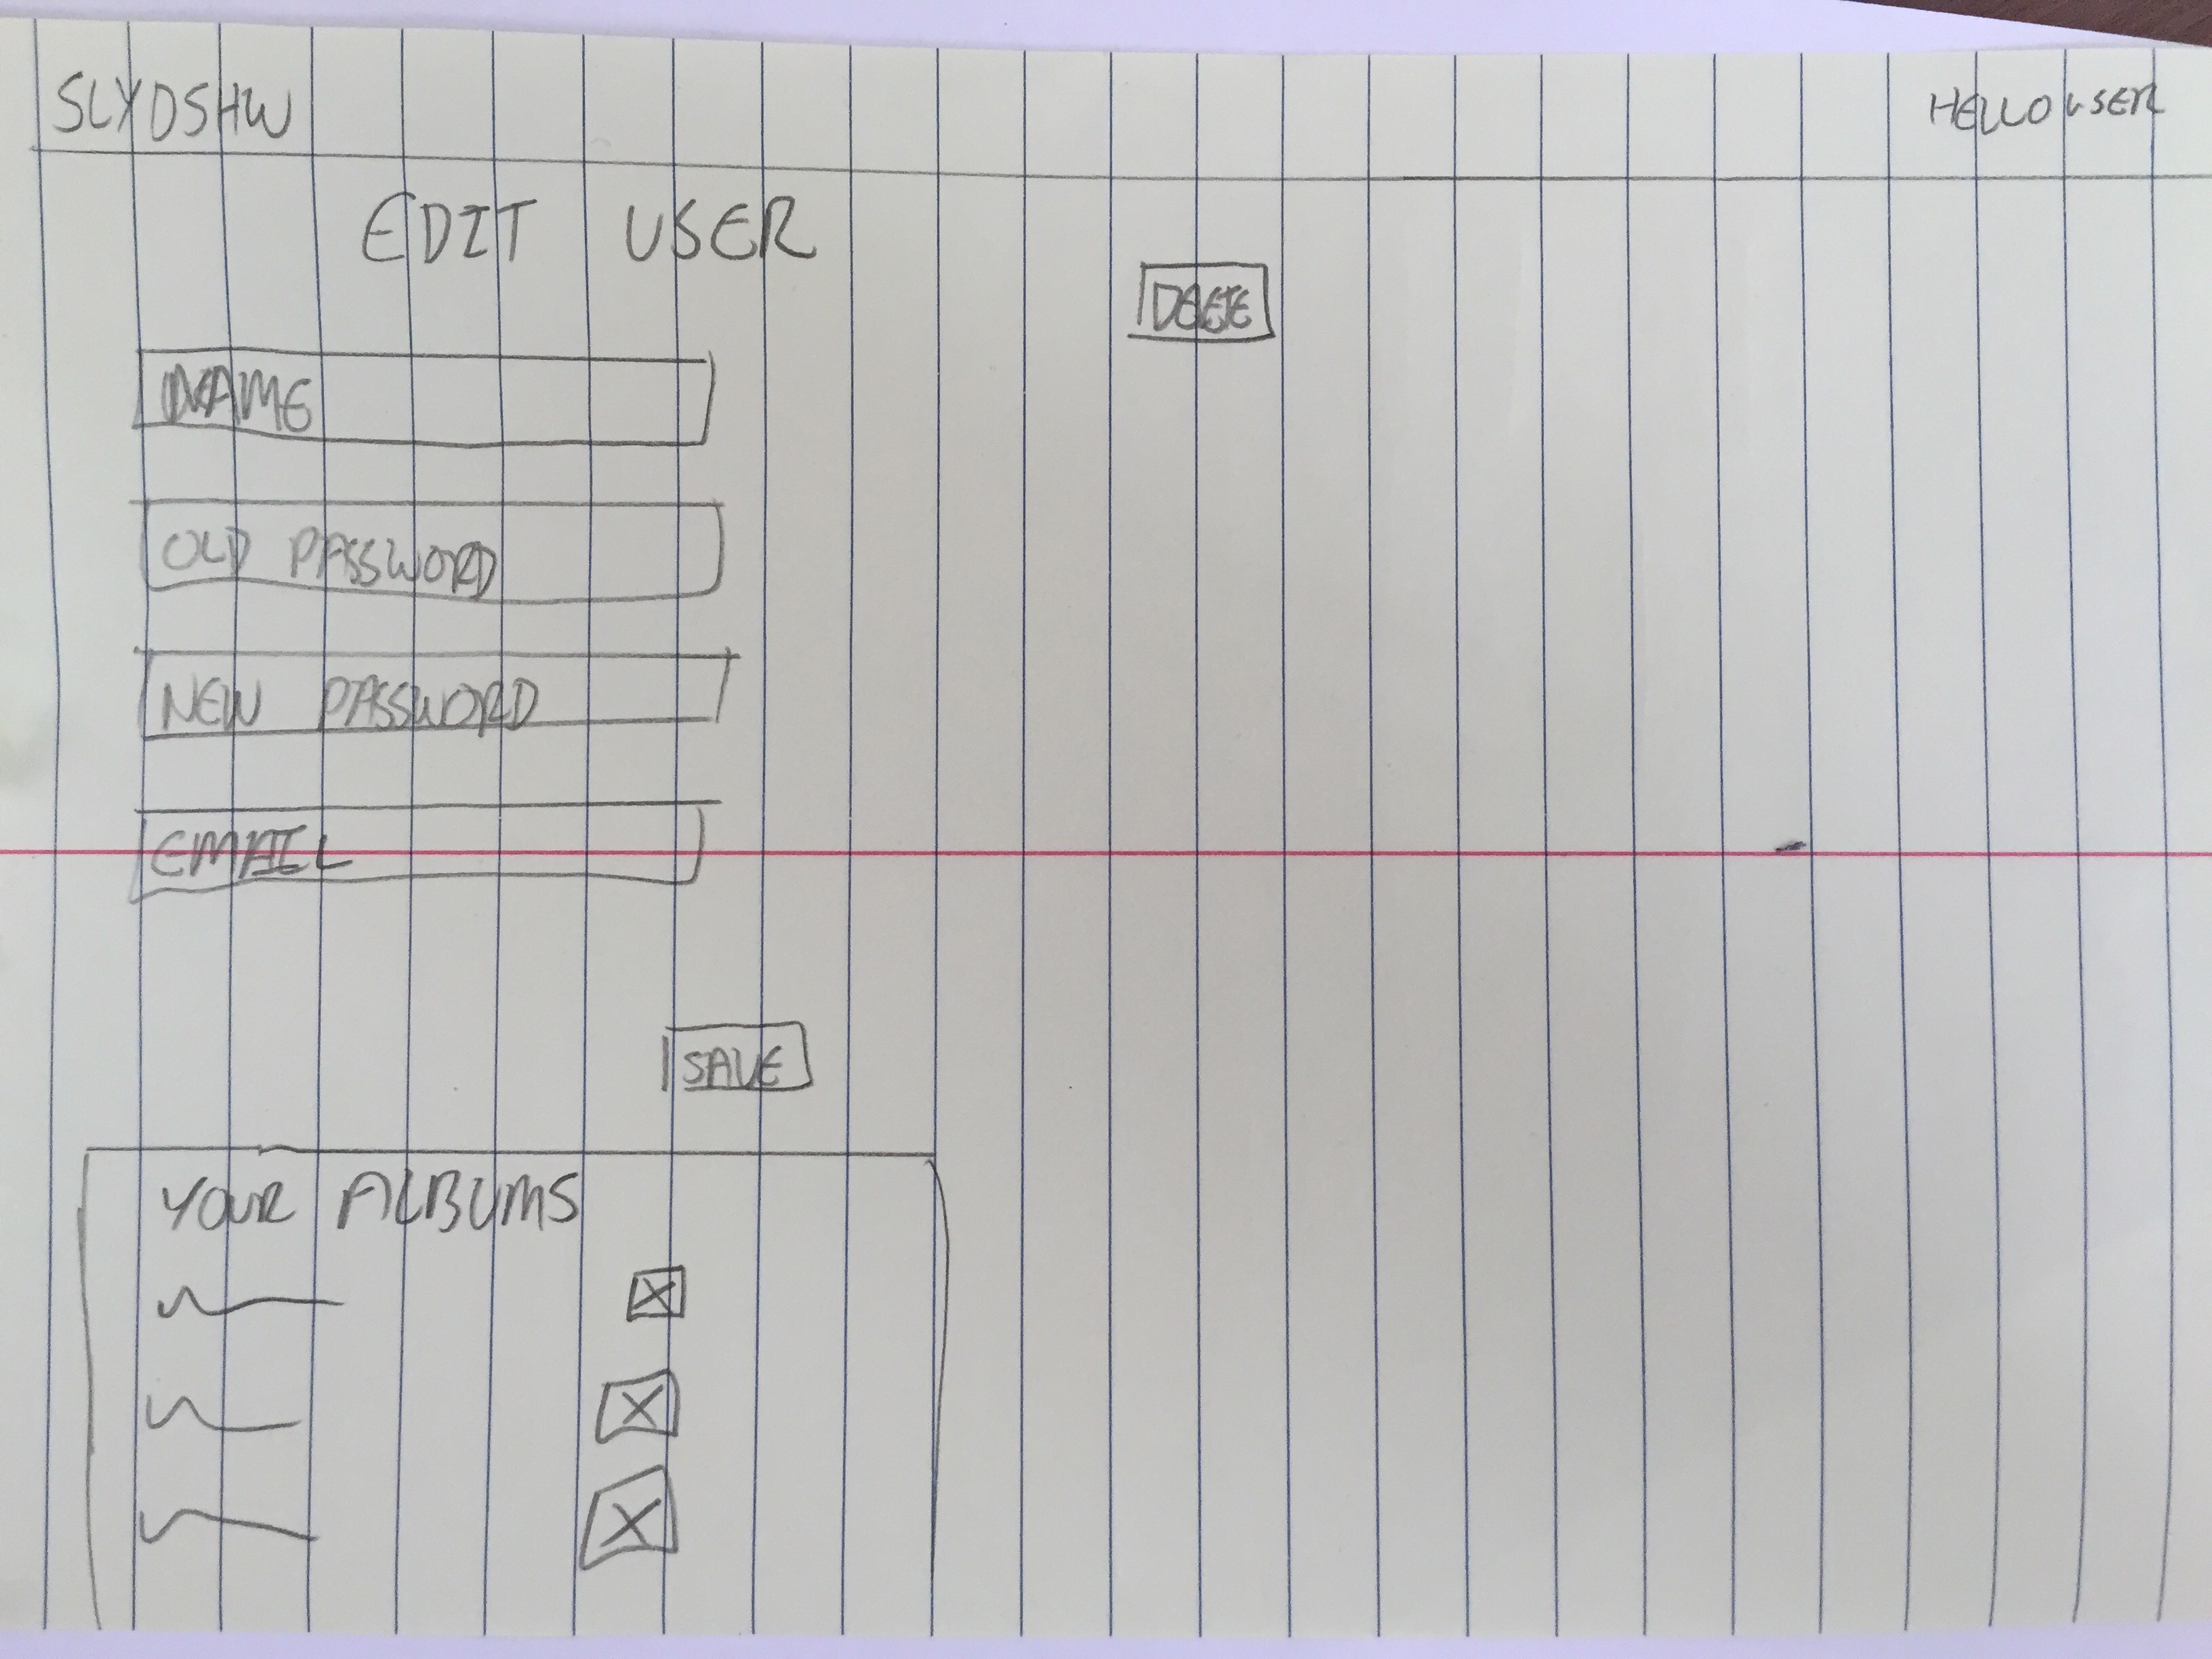 SLYDSHW
HELLO USER
EDIT USER
DELETE
NAME
OLD PASSWORD
NEW PASSWORD
EMAIL
SAVE
YOUR ALBUMS
X
X
X